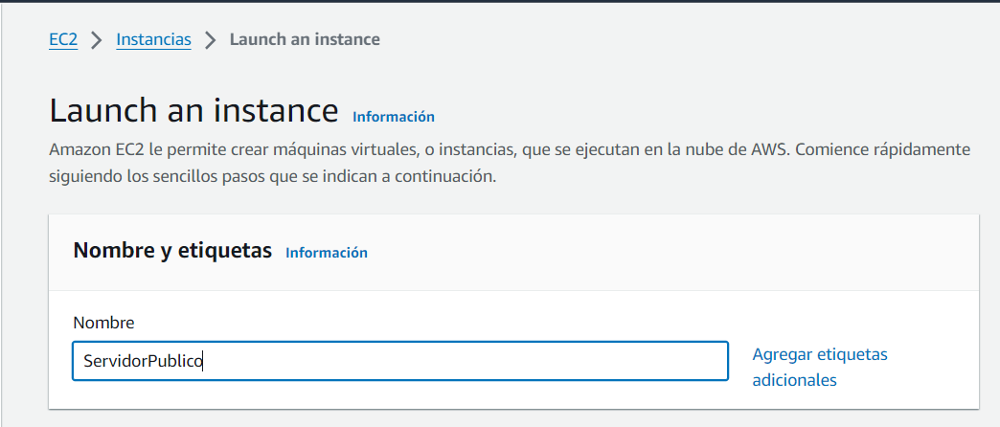 EC2 > Instancias > Launch an instance
Launch an instance Información
Amazon EC2 le permite crear máquinas virtuales, o instancias, que se ejecutan en la nube de AWS. Comience rápidamente
siguiendo los sencillos pasos que se indican a continuación.
Nombre y etiquetas Información
Nombre
ServidorPublico
Agregar etiquetas
adicionales